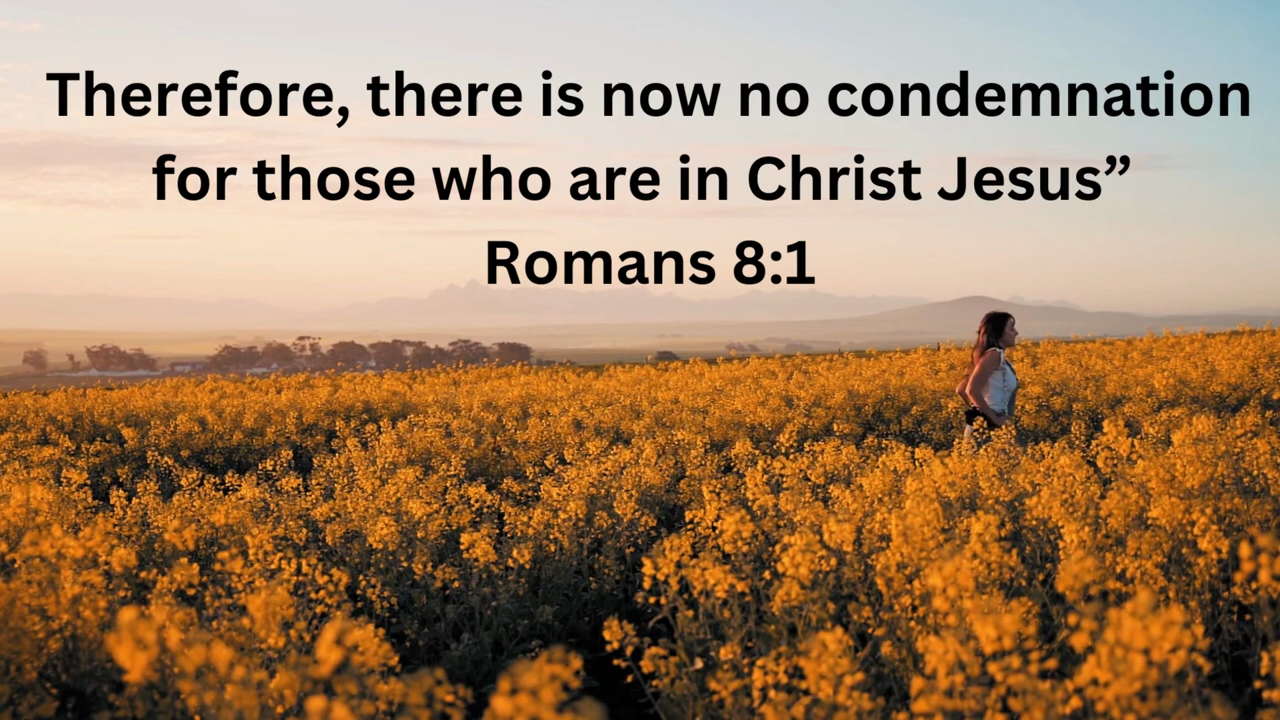 Therefore, there is now no condemnation
for those who are in Christ Jesus”
Romans 8:1